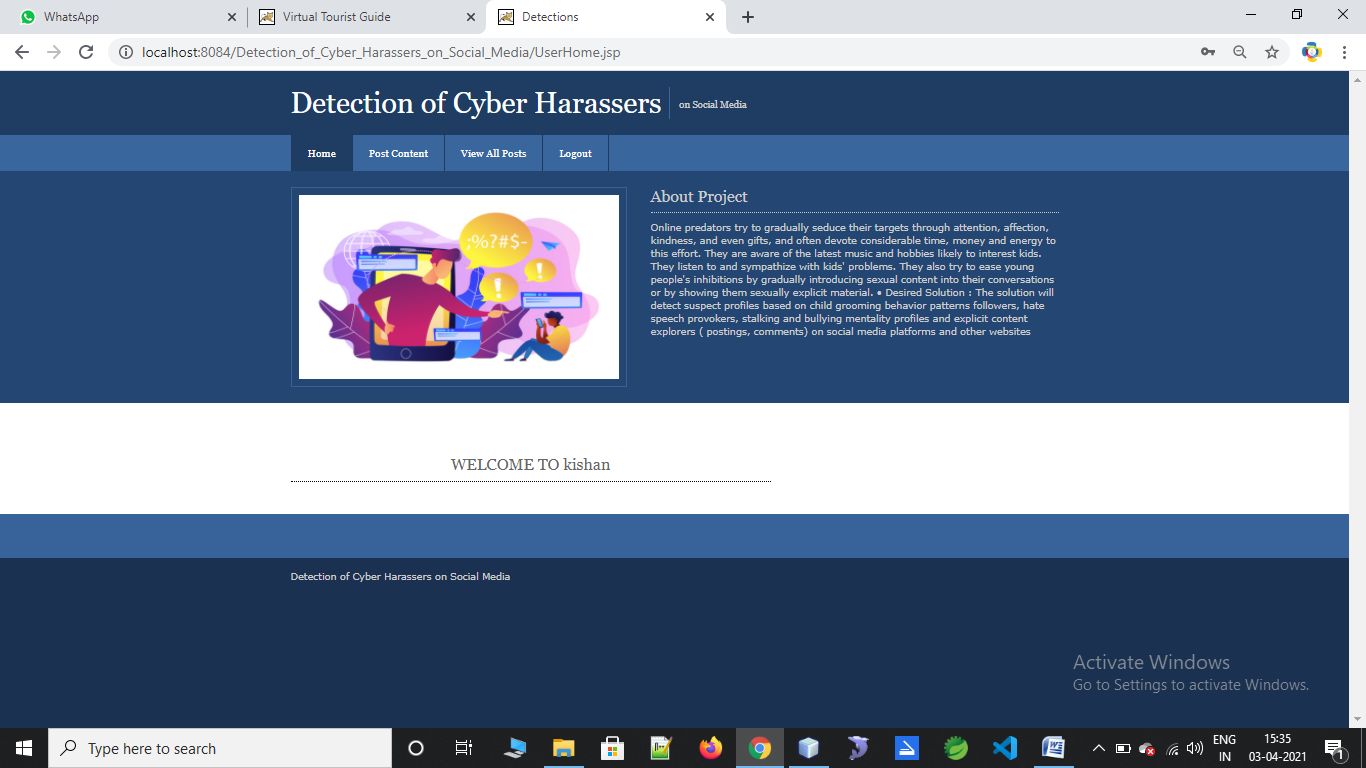 WhatsApp
Virtual Tourist Guide
Detections
localhost:8084/Detection_of_Cyber_Harassers_on_Social_Media/UserHome.jsp
Detection of Cyber Harassers
on Social Media
Home
Post Content
View All Posts
Logout
;%?#$-
!
!
About Project
Online predators try to gradually seduce their targets through attention, affection,
kindness, and even gifts, and often devote considerable time, money and energy to
this effort. They are aware of the latest music and hobbies likely to interest kids.
They listen to and sympathize with kids' problems. They also try to ease young
people's inhibitions by gradually introducing sexual content into their conversations
or by showing them sexually explicit material. • Desired Solution : The solution will
detect suspect profiles based on child grooming behavior patterns followers, hate
speech provokers, stalking and bullying mentality profiles and explicit content
explorers ( postings, comments) on social media platforms and other websites
WELCOME TO kishan
Detection of Cyber Harassers on Social Media
Activate Windows
Go to Settings to activate Windows.
Type here to search
ENG
IN
15:35
03-04-2021
1